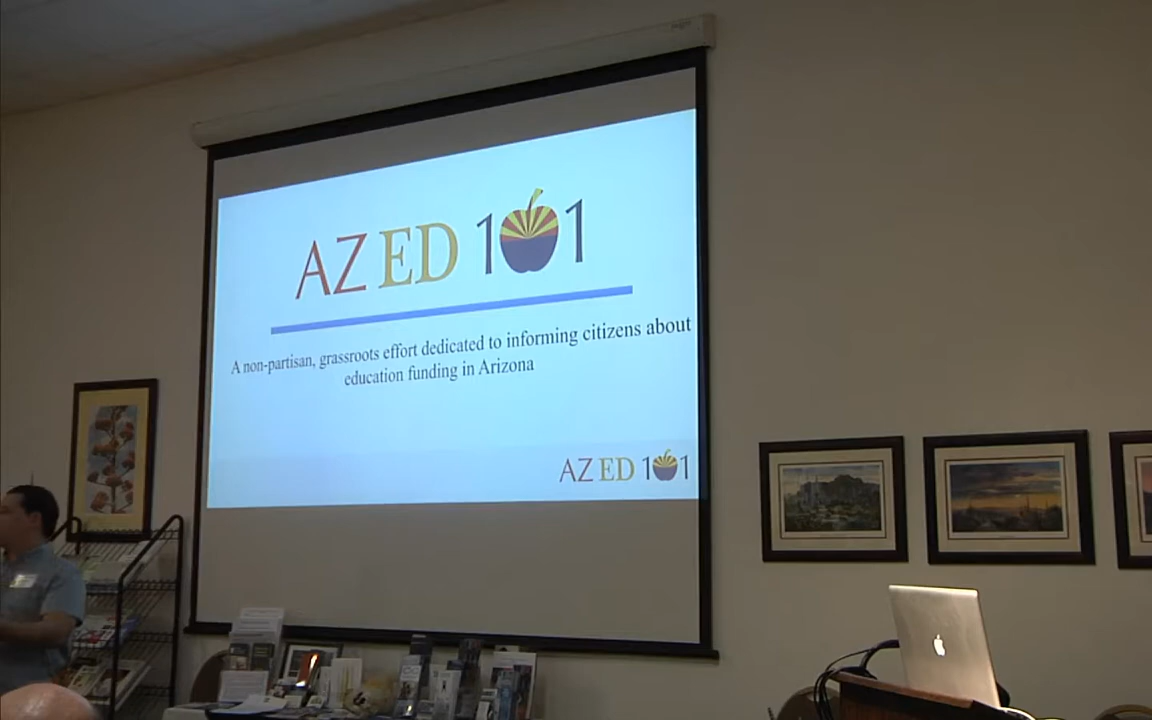 AZ ED 101
A non-partisan, grassroots effort dedicated to informing citizens about
education funding in Arizona
AZ ED 101